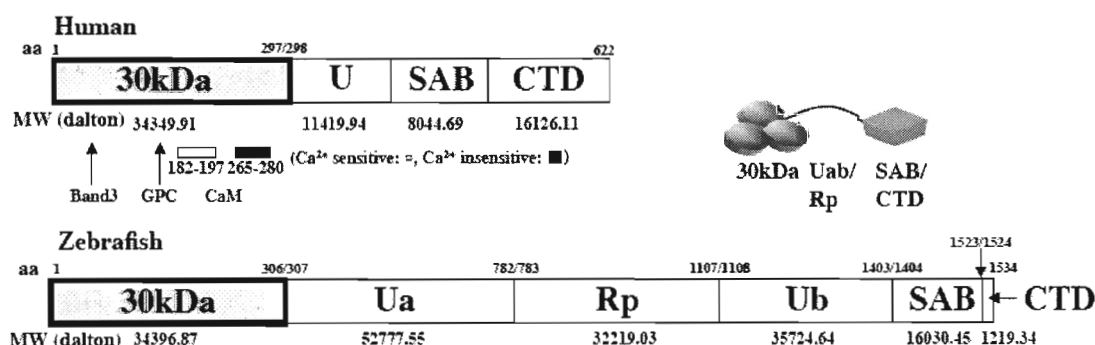 Human
aa 1 297/298 622
30kDa U SAB CTD
MW (dalton) 34349.91 11419.94 8044.69 16126.11
(Ca²⁺ sensitive: □, Ca²⁺ insensitive: ■)
182-197 265-280
Band3 GPC CaM
30kDa Uab/ SAB/
Rp CTD
Zebrafish
1523/1524
aa 1 306/307 782/783 1107/1108 1403/1404 1534
30kDa Ua Rp Ub SAB CTD
MW (dalton) 34396.87 52777.55 32219.03 35724.64 16030.45 1219.34